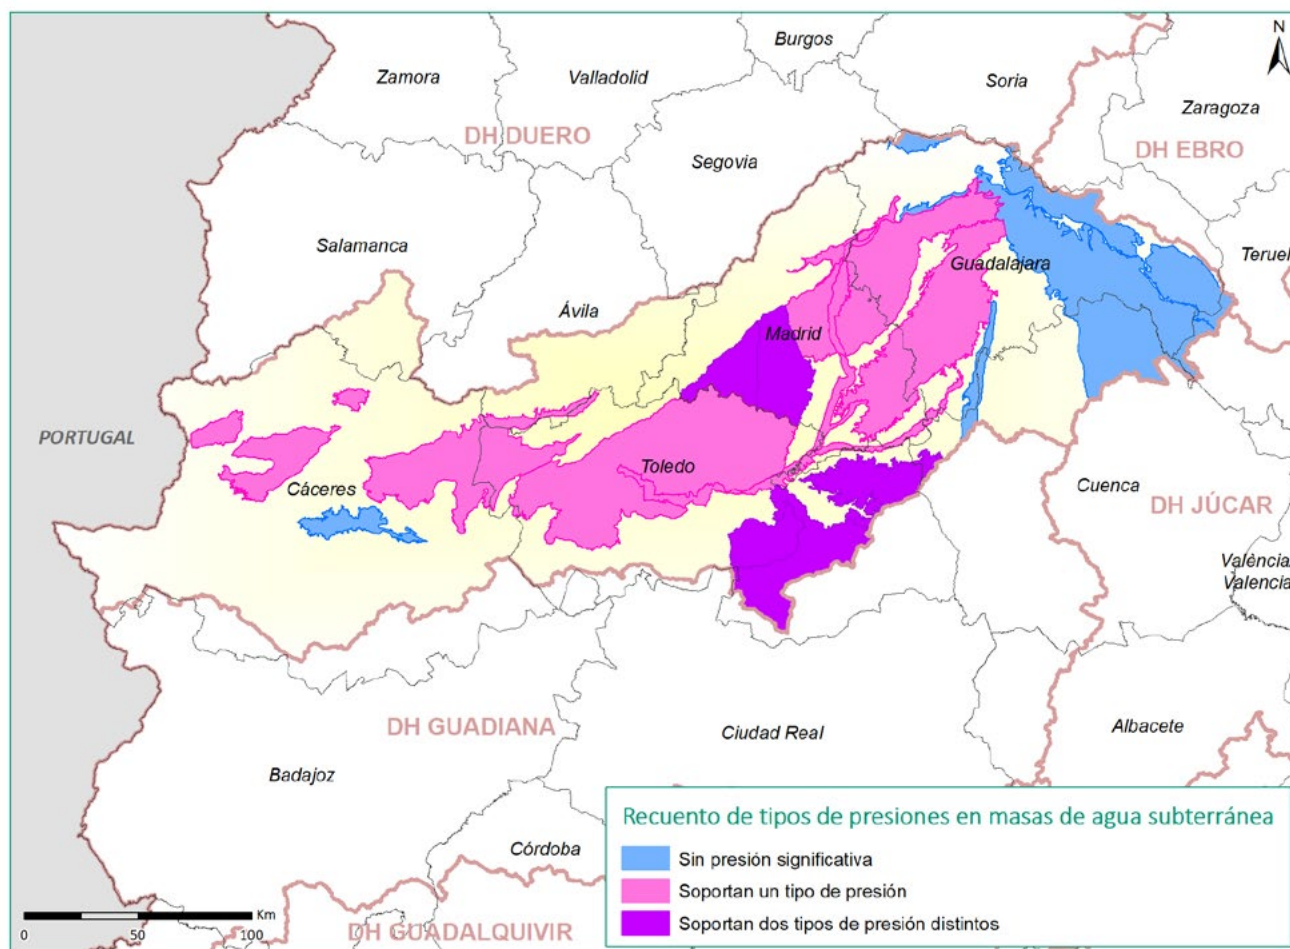 N
Burgos
Zamora
Valladolid
Soria
Zaragoza
DH DUERO
DH EBRO
Segovia
Salamanca
Teruel
Guadalajara
Ávila
Madrid
PORTUGAL
Toledo
Cáceres
Cuenca
DH JÚCAR
València/
Valencia
DH GUADIANA
Ciudad Real
Albacete
Badajoz
Córdoba
DH GUADALQUIVIR
Recuento de tipos de presiones en masas de agua subterránea
Sin presión significativa
Soportan un tipo de presión
Soportan dos tipos de presión distintos
Km
0 50 100